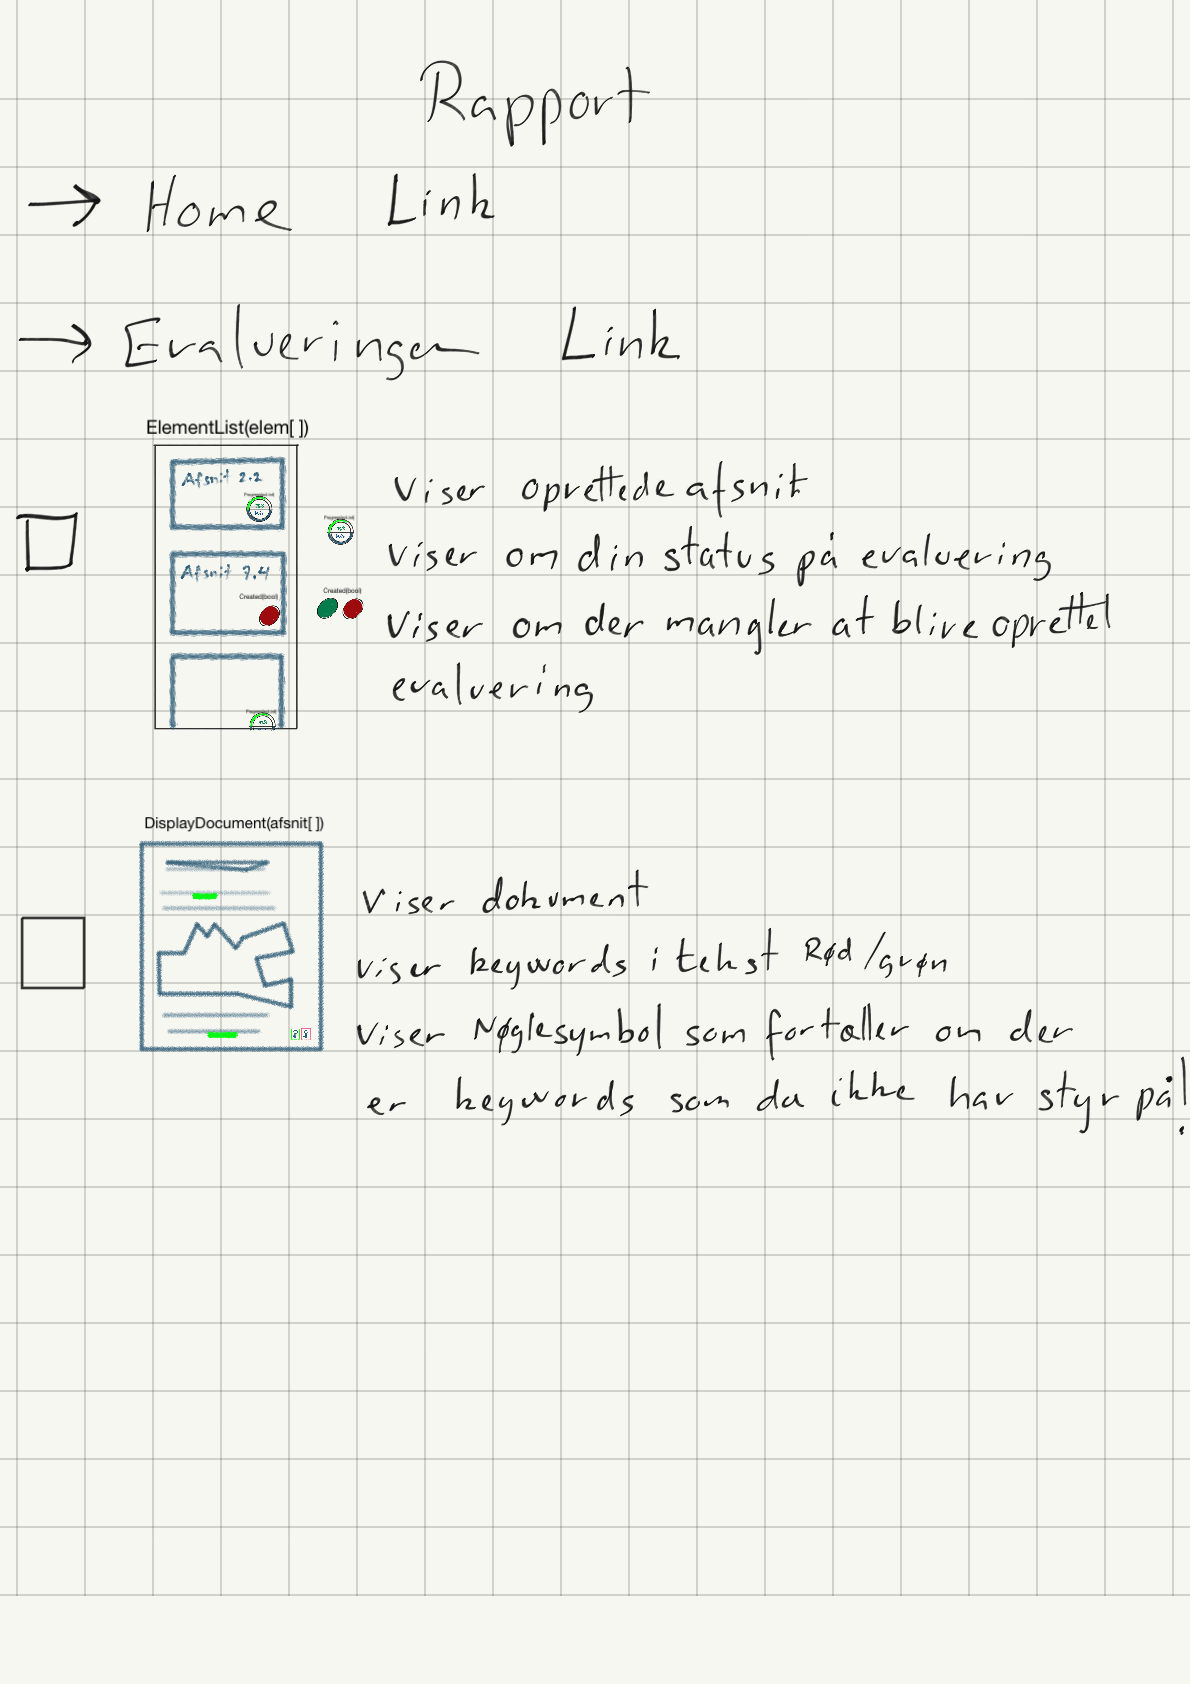 Rapport
→ Home Link
→ Evalueringen Link
ElementList(elem[ ])
Afsnit 2.2
Afsnit 7.4
Created(bool)
Created(bool)
Viser oprettede afsnit
Viser om din status på evaluering
Viser om der mangler at blive oprettet
evaluering
DisplayDocument(afsnit[ ])
Viser dokument
Viser keywords i tekst Rød/grøn
Viser Nøglesymbol som fortæller om der
er keywords som du ikke har styr på!